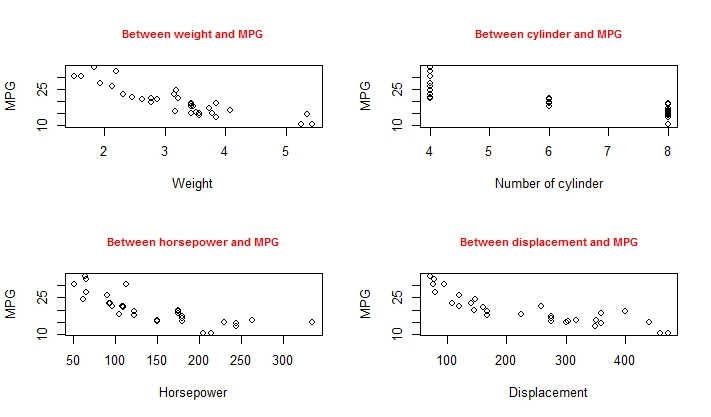 Between weight and MPG
MPG
10 25
2 3 4 5
Weight
Between cylinder and MPG
MPG
10 25
4 5 6 7 8
Number of cylinder
Between horsepower and MPG
MPG
10 25
50 100 150 200 250 300
Horsepower
Between displacement and MPG
MPG
10 25
100 200 300 400
Displacement